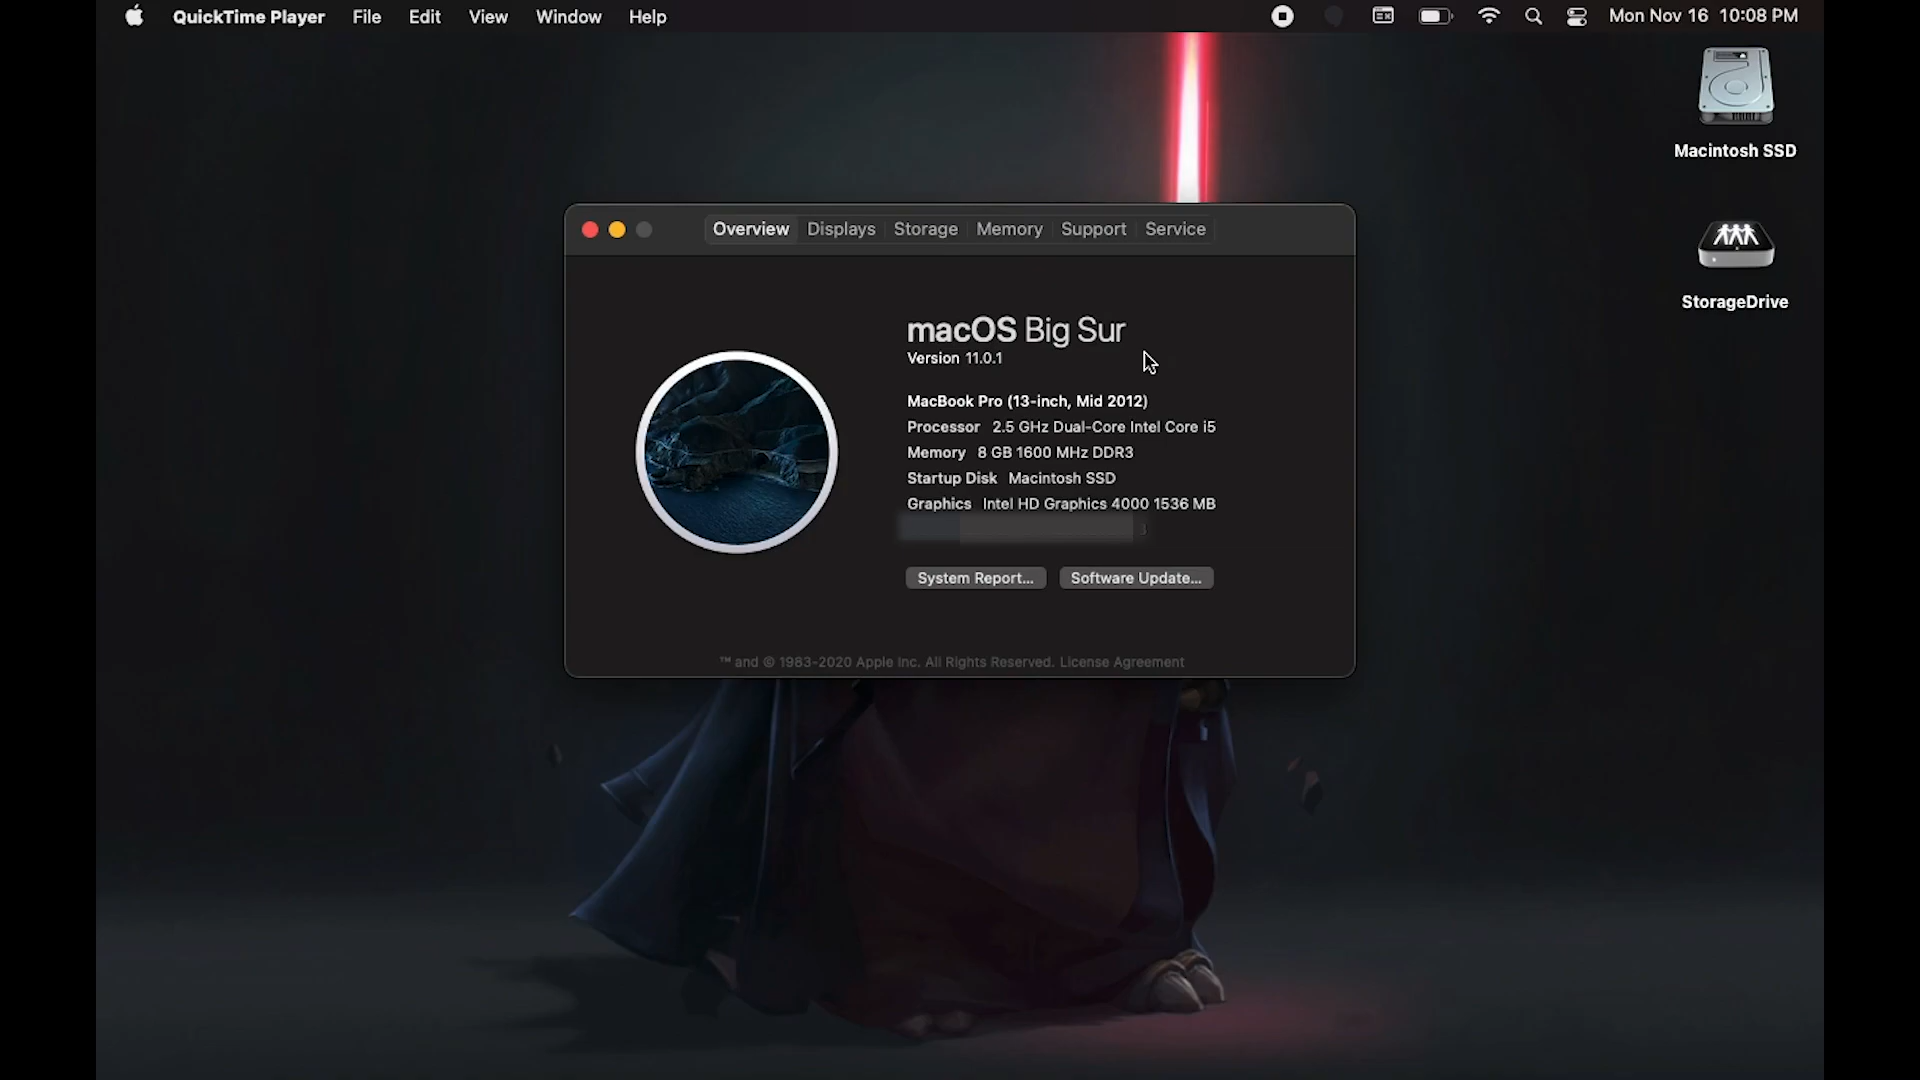 QuickTime Player File Edit View Window Help Mon Nov 16 10:08 PM
Macintosh SSD
StorageDrive
Overview Displays Storage Memory Support Service
macOS Big Sur
Version 11.0.1
MacBook Pro (13-inch, Mid 2012)
Processor 2.5 GHz Dual-Core Intel Core i5
Memory 8 GB 1600 MHz DDR3
Startup Disk Macintosh SSD
Graphics Intel HD Graphics 4000 1536 MB
3
System Report... Software Update...
™ and © 1983-2020 Apple Inc. All Rights Reserved. License Agreement